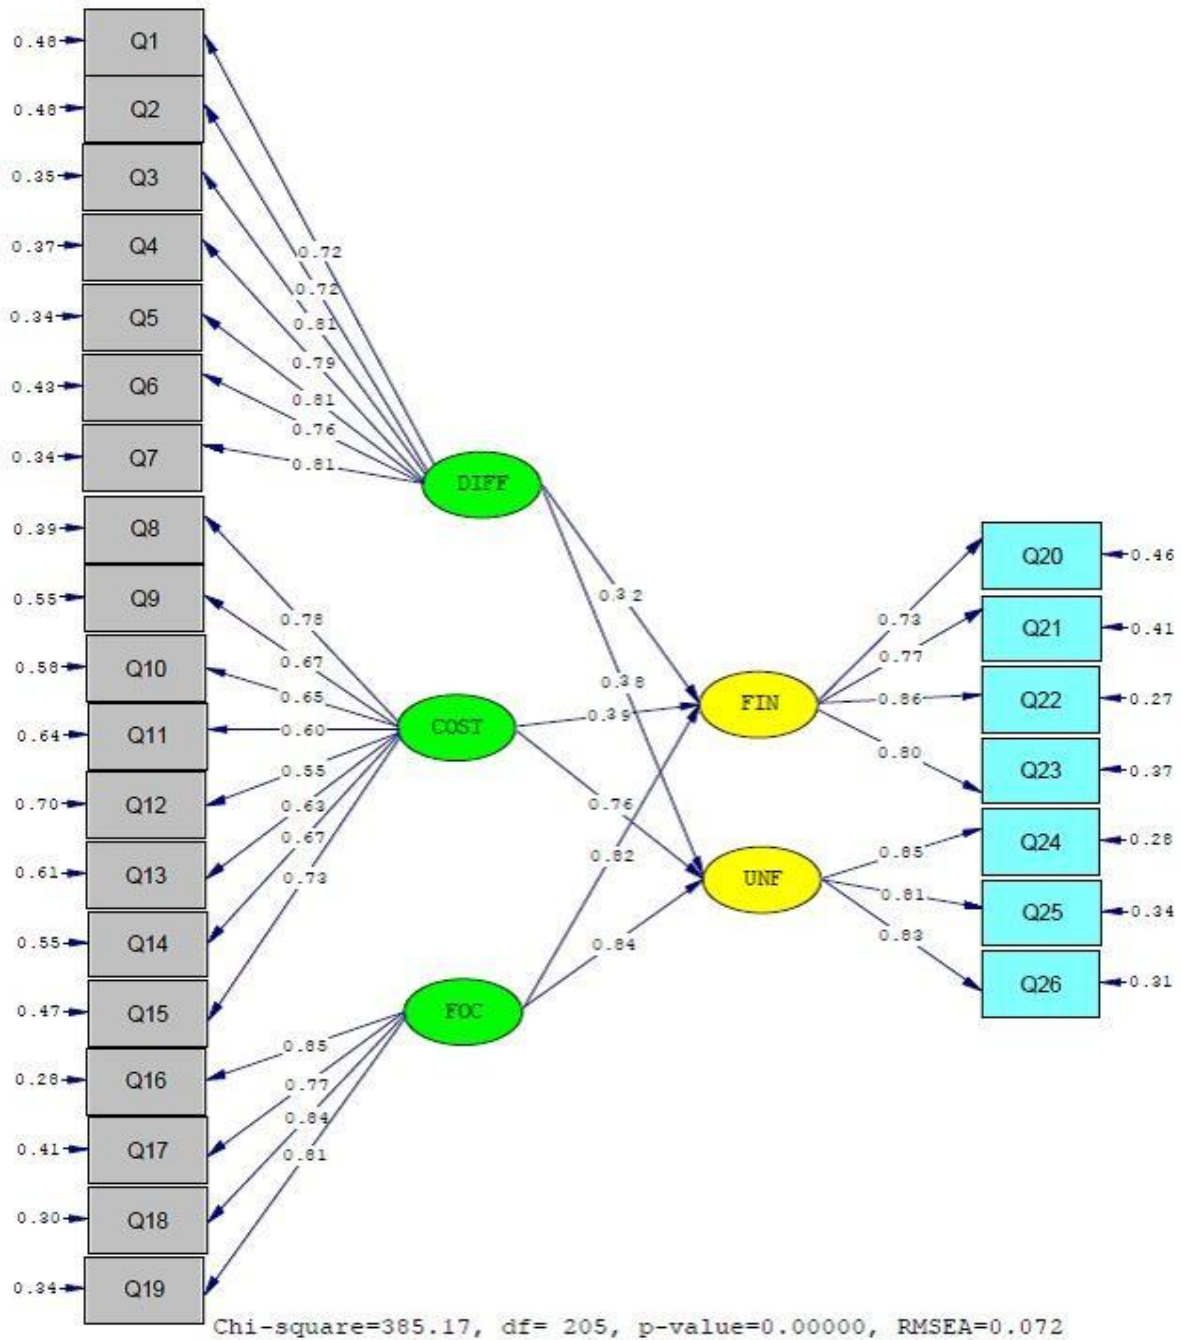 0.48 Q1
0.48 Q2
0.35 Q3
0.37 Q4
0.34 Q5
0.43 Q6
0.34 Q7
0.39 Q8
0.55 Q9
0.58 Q10
0.64 Q11
0.70 Q12
0.61 Q13
0.55 Q14
0.47 Q15
0.28 Q16
0.41 Q17
0.30 Q18
0.34 Q19
0.72
0.72
0.81
0.79
0.81
0.76
0.81
DIFF
0.78
0.67
0.65
0.60
0.55
0.63
0.67
0.73
COST
0.85
0.77
0.84
0.81
FOC
0.32
0.38
0.39
0.76
0.82
0.84
FIN
UNF
0.73
0.77
0.86
0.80
0.85
0.81
0.83
Q20 0.46
Q21 0.41
Q22 0.27
Q23 0.37
Q24 0.28
Q25 0.34
Q26 0.31
Chi-square=385.17, df= 205, p-value=0.00000, RMSEA=0.072